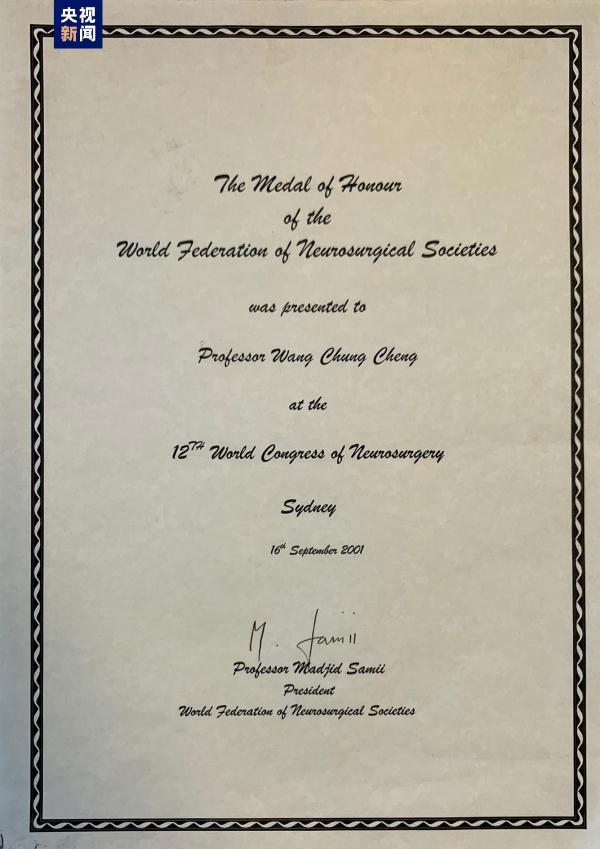 央视
新闻
The Medal of Honour
of the
World Federation of Neurosurgical Societies
was presented to
Professor Wang Chung Cheng
at the
12TH World Congress of Neurosurgery
Sydney
16th September 2001
M. Samii
Professor Madjid Samii
President
World Federation of Neurosurgical Societies